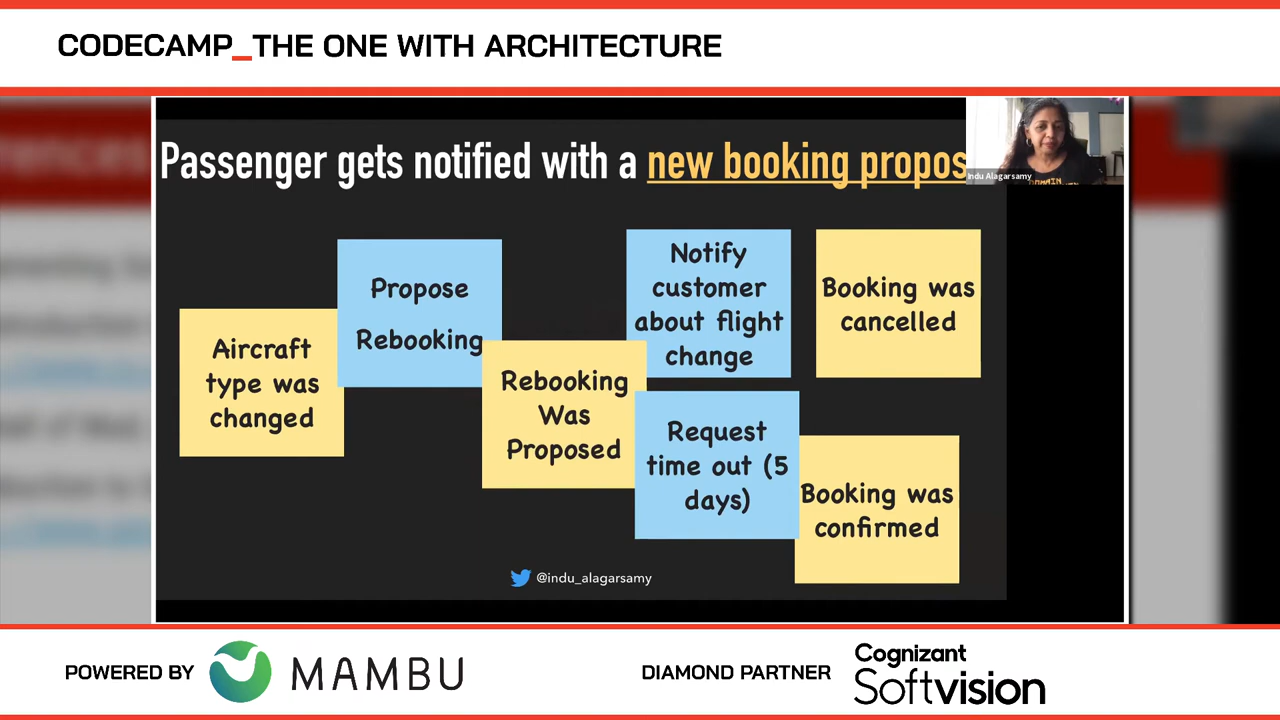 CODECAMP_THE ONE WITH ARCHITECTURE
Passenger gets notified with a new booking propos
Indu Alagarsamy
Aircraft
type was
changed
Propose
Rebooking
Rebooking
Was
Proposed
Notify
customer
about flight
change
Request
time out (5
days)
Booking was
cancelled
Booking was
confirmed
@indu_alagarsamy
POWERED BY
MAMBU
DIAMOND PARTNER
Cognizant
Softvision